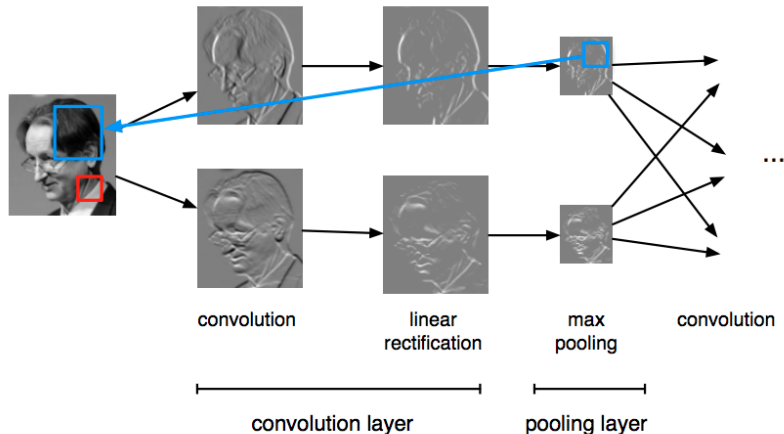 ...
convolution
linear
rectification
max
pooling
convolution
convolution layer
pooling layer